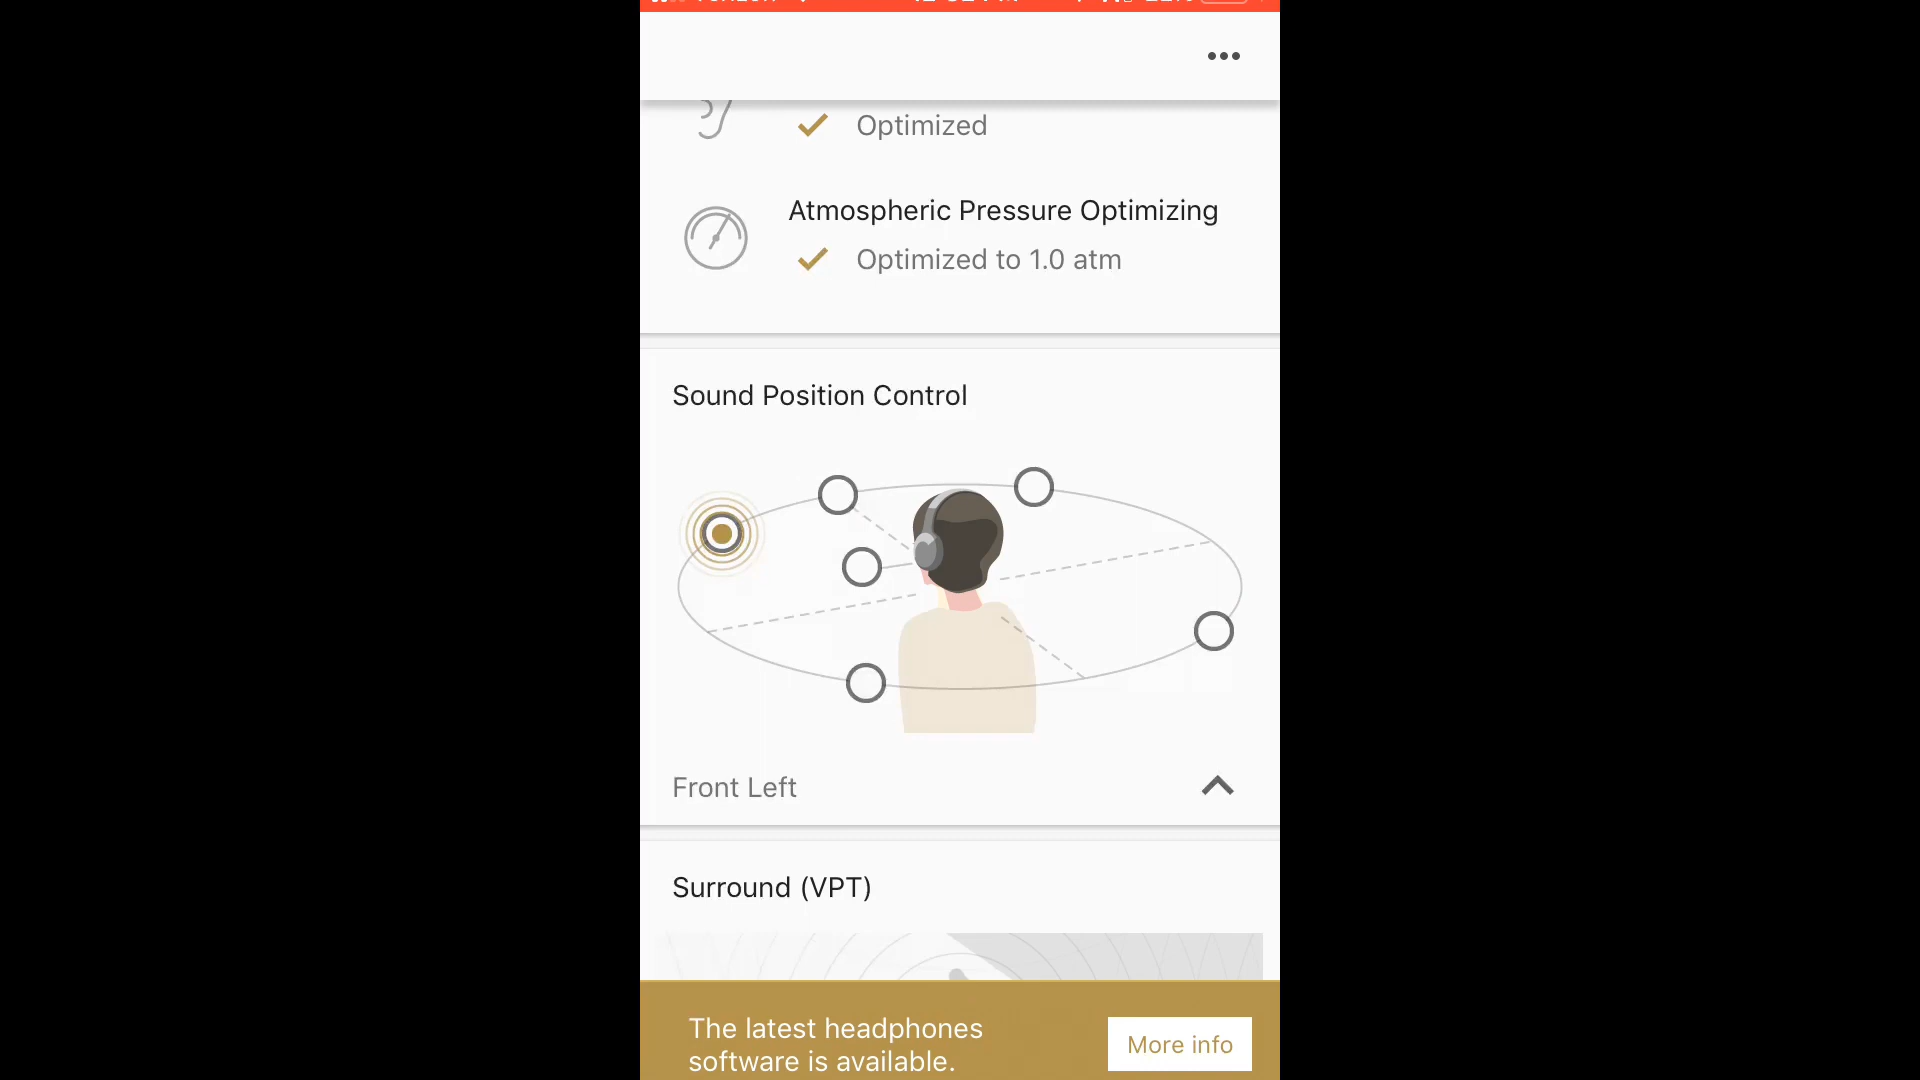 Optimized
Atmospheric Pressure Optimizing
Optimized to 1.0 atm
Sound Position Control
Front Left
Surround (VPT)
The latest headphones
software is available.
More info